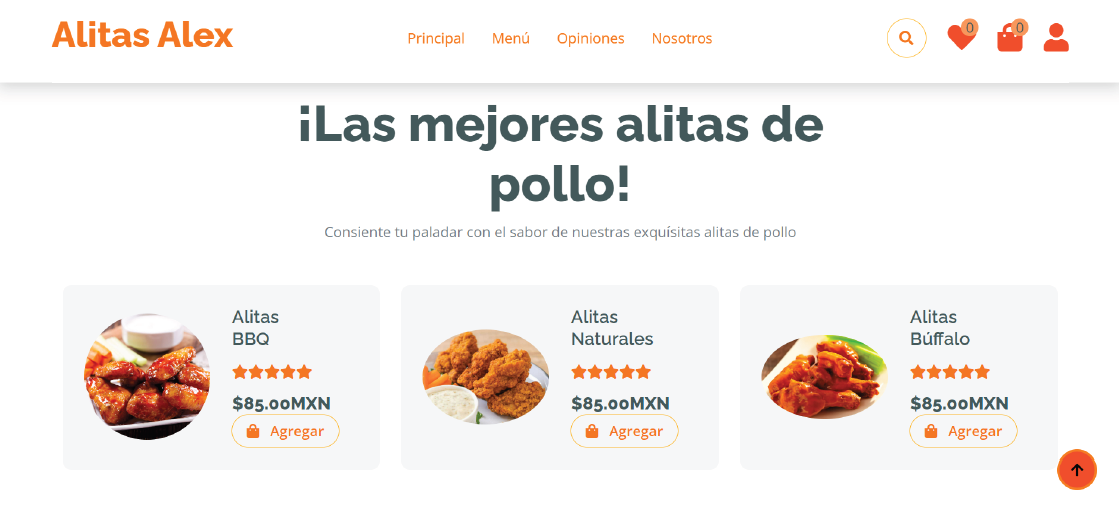 Alitas Alex
Principal Menú Opiniones Nosotros
0 0
¡Las mejores alitas de
pollo!
Consiente tu paladar con el sabor de nuestras exquísitas alitas de pollo
Alitas
BBQ
$85.00MXN
Agregar
Alitas
Naturales
$85.00MXN
Agregar
Alitas
Búffalo
$85.00MXN
Agregar